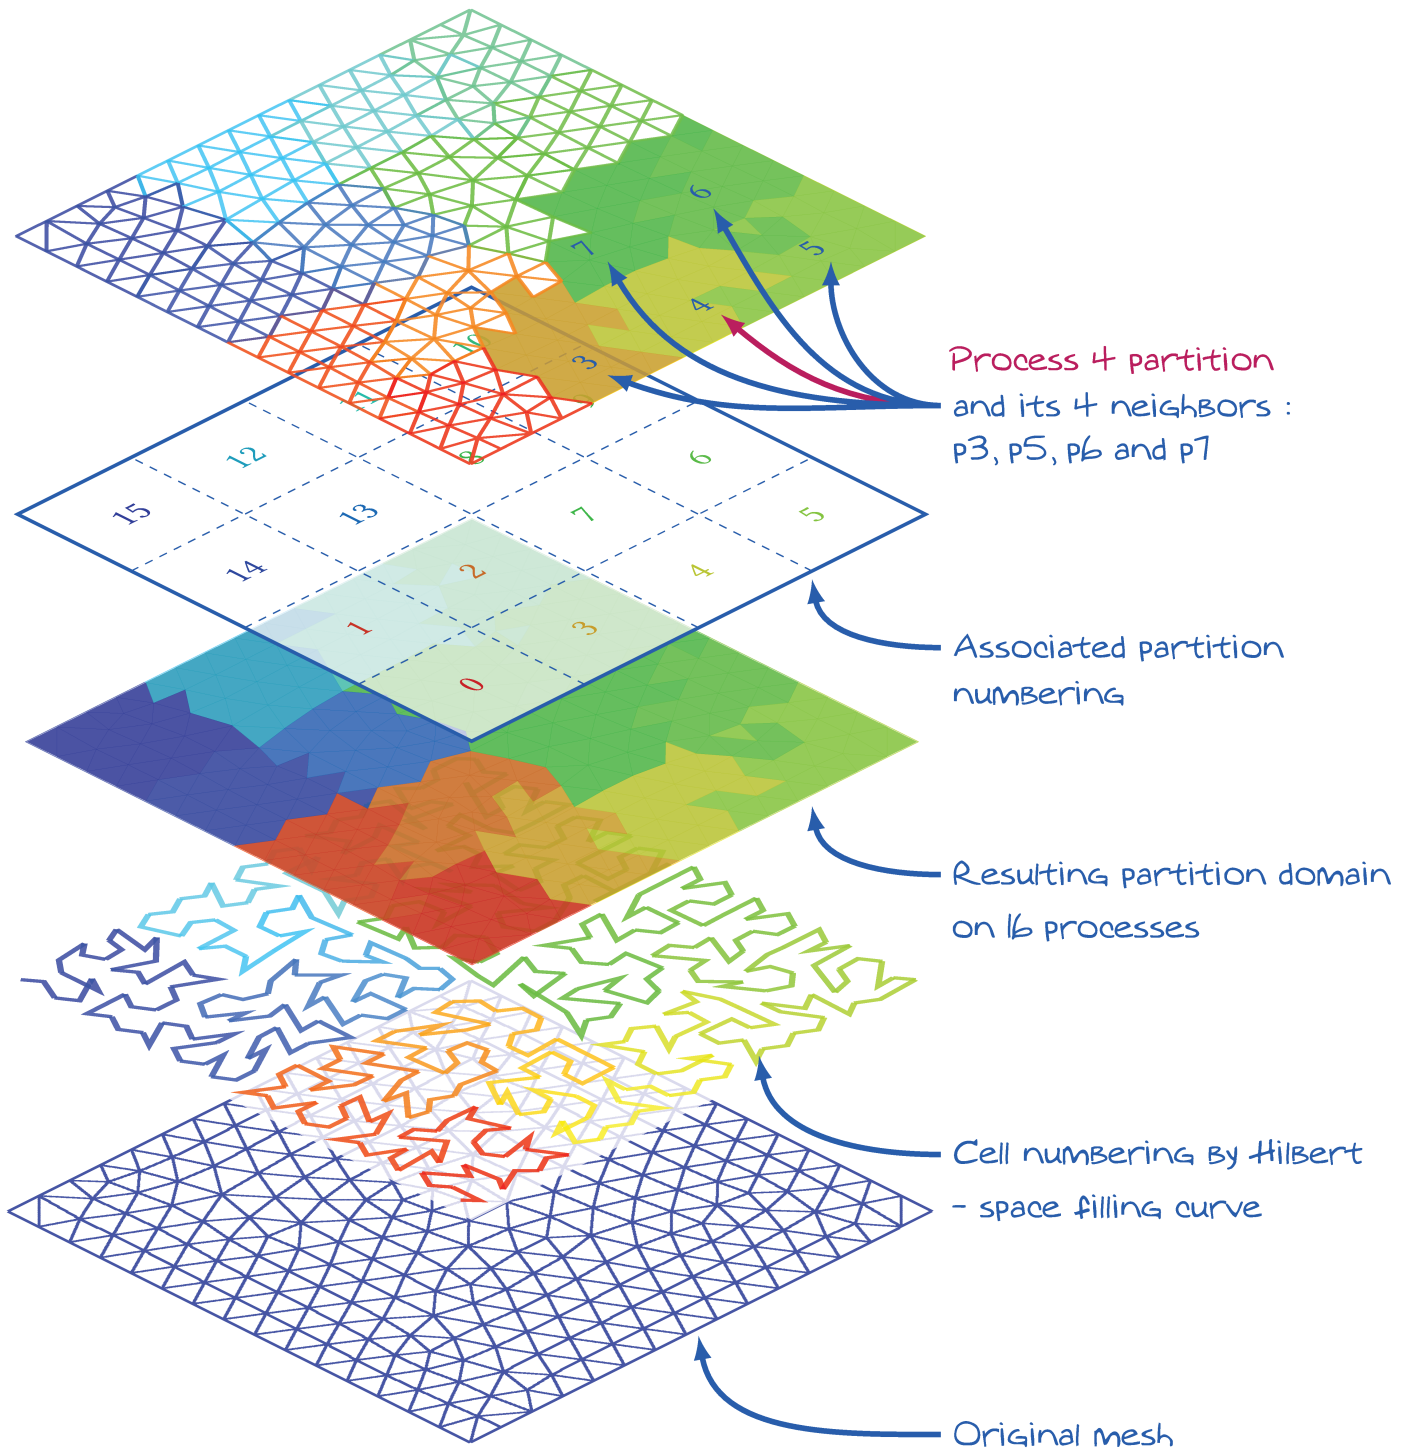 6
7
5
4
3
Process 4 partition
and its 4 neighbors :
p3, p5, p6 and p7
10
12
8
6
15
13
7
5
14
2
4
1
3
0
Associated partition
numbering
Resulting partition domain
on 16 processes
Cell numbering by Hilbert
- space filling curve
Original mesh